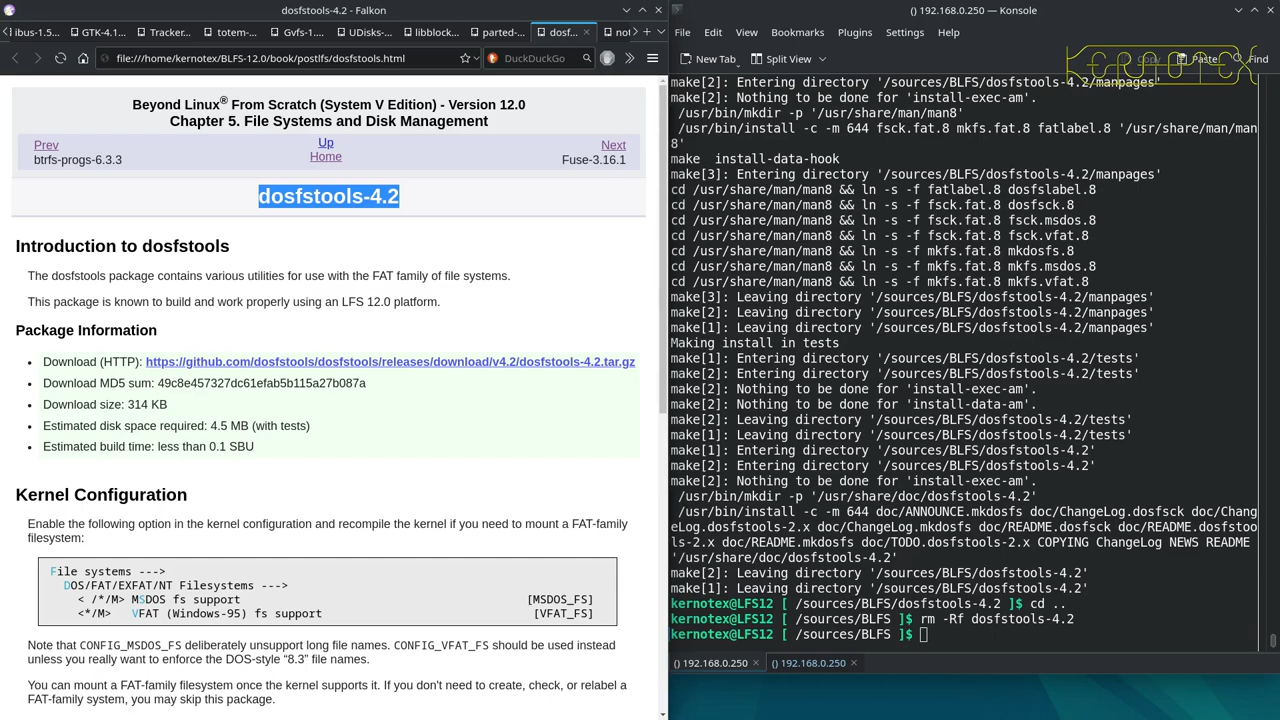 dosfstools-4.2 - Falkon
ibus-1.5...
GTK-4.1...
Tracker...
totem-...
Gvfs-1....
UDisks-...
libblock...
parted-...
dosf...
not
file:///home/kernotex/BLFS-12.0/book/postlfs/dosfstools.html
DuckDuckGo
Beyond Linux® From Scratch (System V Edition) - Version 12.0
Chapter 5. File Systems and Disk Management
Prev
Up
Next
btrfs-progs-6.3.3
Home
Fuse-3.16.1
dosfstools-4.2
Introduction to dosfstools
The dosfstools package contains various utilities for use with the FAT family of file systems.
This package is known to build and work properly using an LFS 12.0 platform.
Package Information
• Download (HTTP): https://github.com/dosfstools/dosfstools/releases/download/v4.2/dosfstools-4.2.tar.gz
• Download MD5 sum: 49c8e457327dc61efab5b115a27b087a
• Download size: 314 KB
• Estimated disk space required: 4.5 MB (with tests)
• Estimated build time: less than 0.1 SBU
Kernel Configuration
Enable the following option in the kernel configuration and recompile the kernel if you need to mount a FAT-family
filesystem:
File systems --->
DOS/FAT/EXFAT/NT Filesystems --->
< /*/M> MSDOS fs support [MSDOS_FS]
<*/M> VFAT (Windows-95) fs support [VFAT_FS]
Note that CONFIG_MSDOS_FS deliberately unsupport long file names. CONFIG_VFAT_FS should be used instead
unless you really want to enforce the DOS-style “8.3” file names.
You can mount a FAT-family filesystem once the kernel supports it. If you don't need to create, check, or relabel a
FAT-family system, you may skip this package.
() 192.168.0.250 — Konsole
File Edit View Bookmarks Plugins Settings Help
New Tab
Split View
Copy
Paste
Find
KERNOTEX
make[2]: Entering directory '/sources/BLFS/dosfstools-4.2/manpages'
make[2]: Nothing to be done for 'install-exec-am'.
/usr/bin/mkdir -p '/usr/share/man/man8'
/usr/bin/install -c -m 644 fsck.fat.8 mkfs.fat.8 fatlabel.8 '/usr/share/man/man
8'
make  install-data-hook
make[3]: Entering directory '/sources/BLFS/dosfstools-4.2/manpages'
cd /usr/share/man/man8 && ln -s -f fatlabel.8 dosfslabel.8
cd /usr/share/man/man8 && ln -s -f fsck.fat.8 dosfsck.8
cd /usr/share/man/man8 && ln -s -f fsck.fat.8 fsck.msdos.8
cd /usr/share/man/man8 && ln -s -f fsck.fat.8 fsck.vfat.8
cd /usr/share/man/man8 && ln -s -f mkfs.fat.8 mkdosfs.8
cd /usr/share/man/man8 && ln -s -f mkfs.fat.8 mkfs.msdos.8
cd /usr/share/man/man8 && ln -s -f mkfs.fat.8 mkfs.vfat.8
make[3]: Leaving directory '/sources/BLFS/dosfstools-4.2/manpages'
make[2]: Leaving directory '/sources/BLFS/dosfstools-4.2/manpages'
make[1]: Leaving directory '/sources/BLFS/dosfstools-4.2/manpages'
Making install in tests
make[1]: Entering directory '/sources/BLFS/dosfstools-4.2/tests'
make[2]: Entering directory '/sources/BLFS/dosfstools-4.2/tests'
make[2]: Nothing to be done for 'install-exec-am'.
make[2]: Nothing to be done for 'install-data-am'.
make[2]: Leaving directory '/sources/BLFS/dosfstools-4.2/tests'
make[1]: Leaving directory '/sources/BLFS/dosfstools-4.2/tests'
make[1]: Entering directory '/sources/BLFS/dosfstools-4.2'
make[2]: Entering directory '/sources/BLFS/dosfstools-4.2'
make[2]: Nothing to be done for 'install-exec-am'.
/usr/bin/mkdir -p '/usr/share/doc/dosfstools-4.2'
/usr/bin/install -c -m 644 doc/ANNOUNCE.mkdosfs doc/ChangeLog.dosfsck doc/Chang
eLog.dosfstools-2.x doc/ChangeLog.mkdosfs doc/README.dosfsck doc/README.dosfstoo
ls-2.x doc/README.mkdosfs doc/TODO.dosfstools-2.x COPYING ChangeLog NEWS README
'/usr/share/doc/dosfstools-4.2'
make[2]: Leaving directory '/sources/BLFS/dosfstools-4.2'
make[1]: Leaving directory '/sources/BLFS/dosfstools-4.2'
kernotex@LFS12 [ /sources/BLFS/dosfstools-4.2 ]$ cd ..
kernotex@LFS12 [ /sources/BLFS ]$ rm -Rf dosfstools-4.2
kernotex@LFS12 [ /sources/BLFS ]$
() 192.168.0.250
() 192.168.0.250